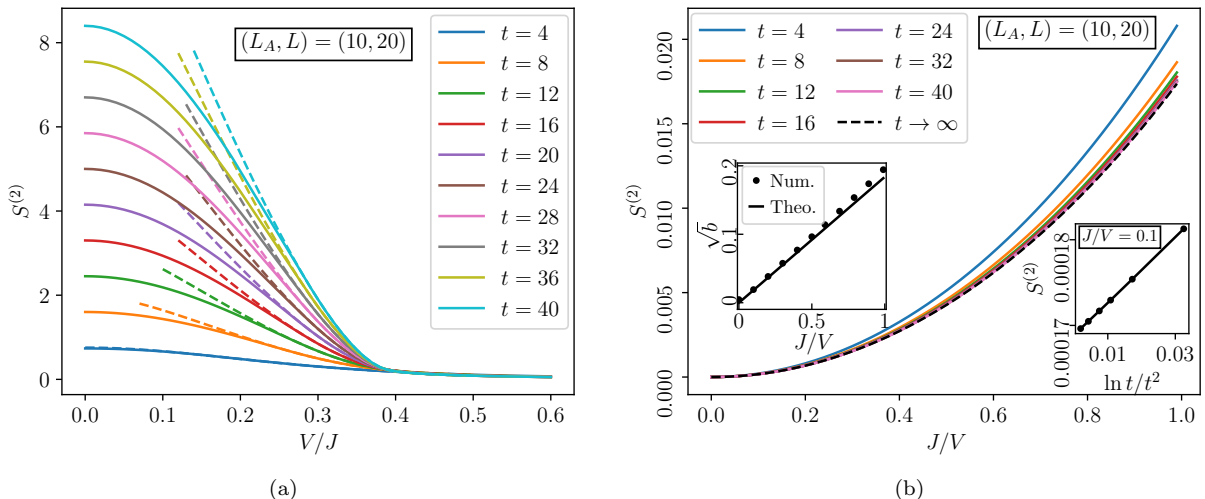 (L_A, L) = (10, 20)
t = 4
t = 8
t = 12
t = 16
t = 20
t = 24
t = 28
t = 32
t = 36
t = 40
S^{(2)}
8
6
4
2
0
0.0 0.1 0.2 0.3 0.4 0.5 0.6
V/J
(a)
(L_A, L) = (10, 20)
t = 4
t = 8
t = 12
t = 16
t = 24
t = 32
t = 40
t → ∞
S^{(2)}
0.020
0.015
0.010
0.005
0.000
0.0 0.2 0.4 0.6 0.8 1.0
J/V
Num.
Theo.
√b
0.2
0.1
0
0 0.5 1
J/V
J/V = 0.1
S^{(2)}
0.00018
0.00017
0.01 0.03
ln t/t^2
(b)